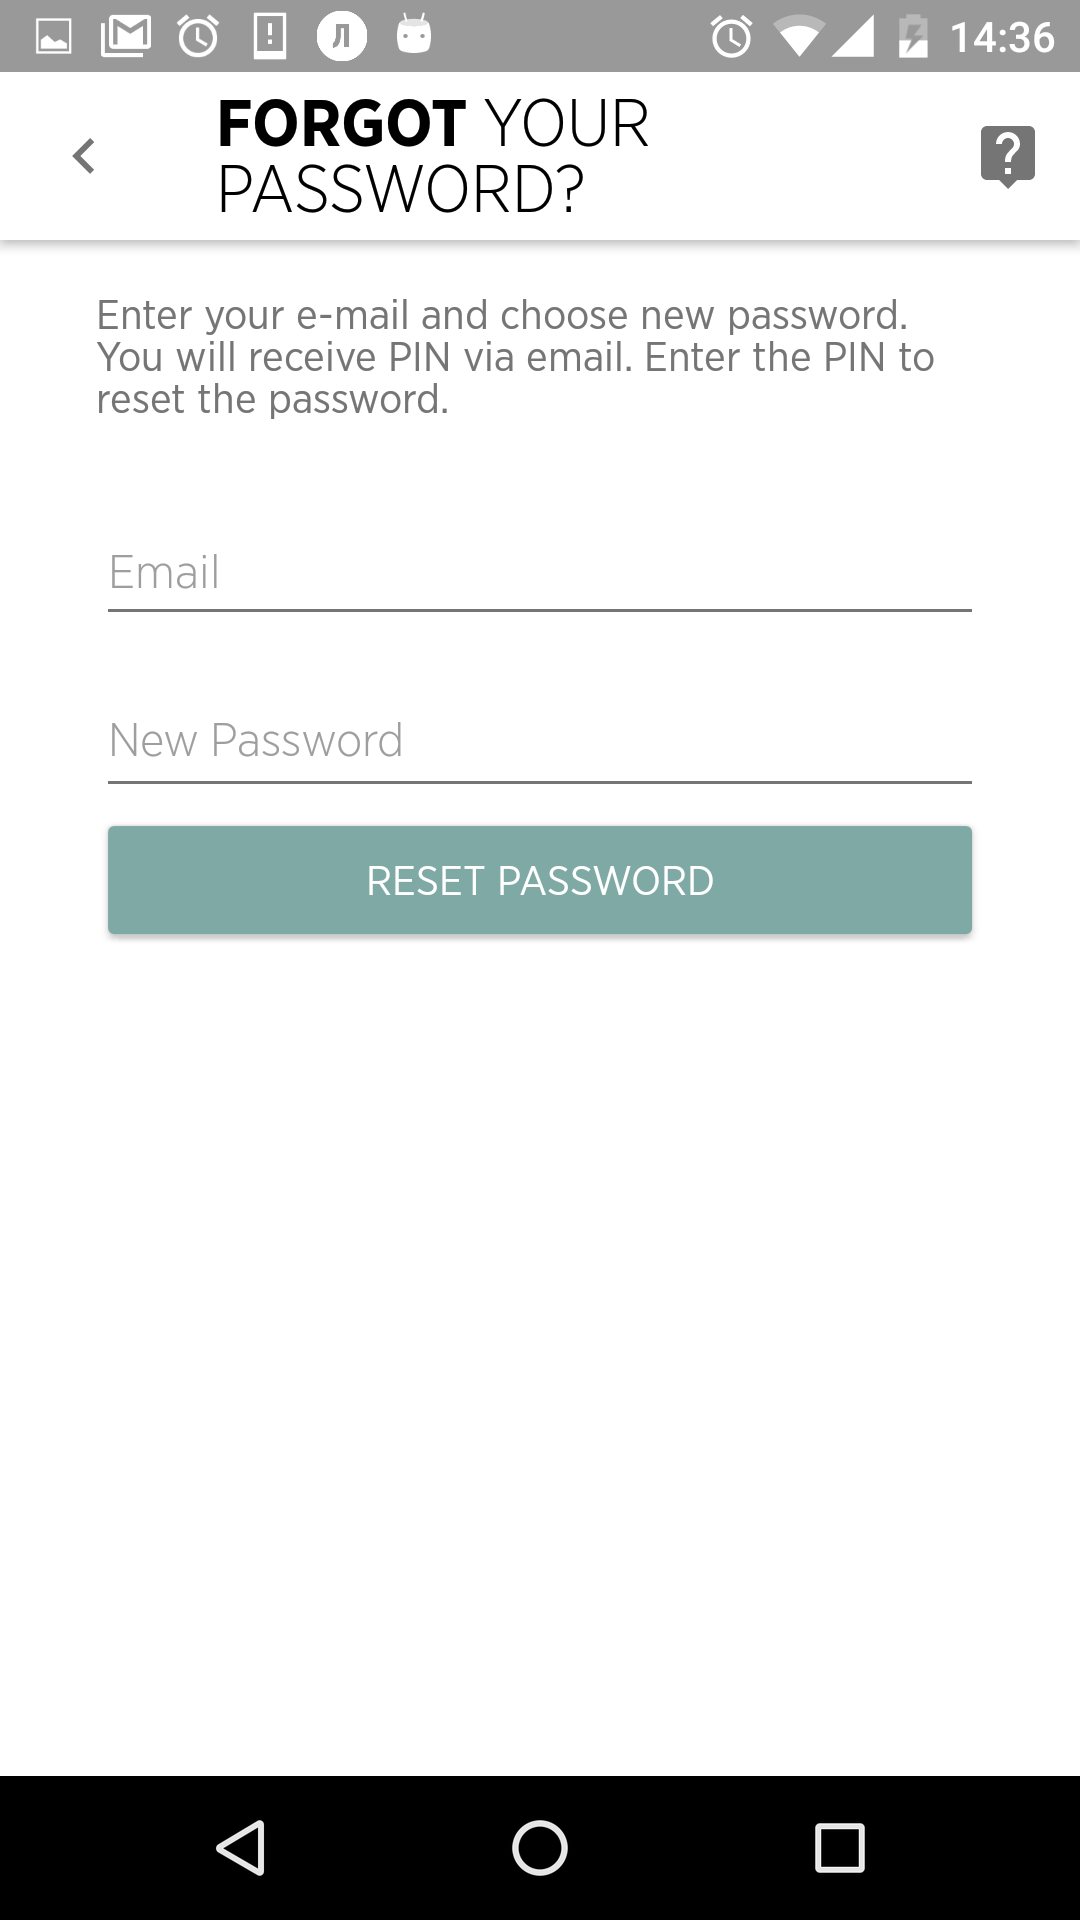 14:36
FORGOT YOUR
PASSWORD?
Enter your e-mail and choose new password.
You will receive PIN via email. Enter the PIN to
reset the password.
Email
New Password
RESET PASSWORD